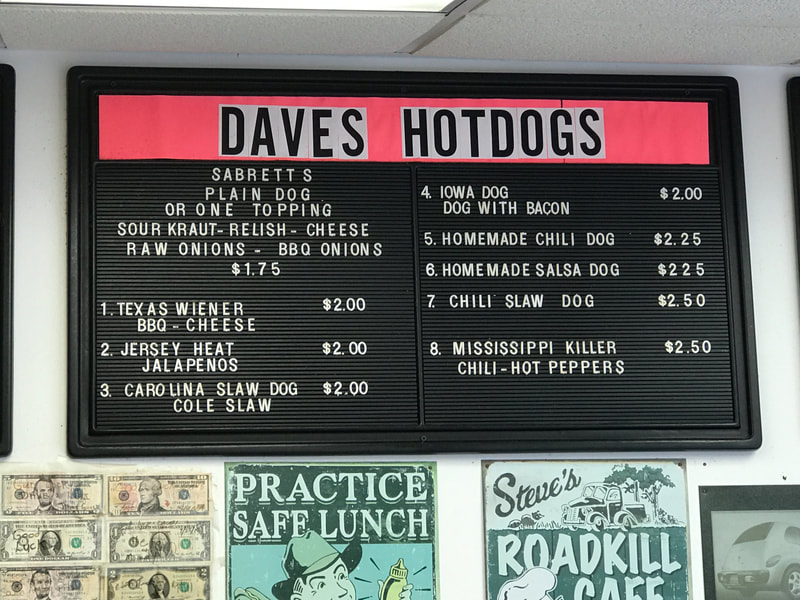 DAVES HOTDOGS
SABRETT S
PLAIN DOG
OR ONE TOPPING
SOUR KRAUT- RELISH - CHEESE
RAW ONIONS - BBQ ONIONS
$1.75
1. TEXAS WIENER $2.00
BBQ - CHEESE
2. JERSEY HEAT $2.00
JALAPENOS
3. CAROLINA SLAW DOG $2.00
COLE SLAW
4. IOWA DOG $2.00
DOG WITH BACON
5. HOMEMADE CHILI DOG $2.25
6. HOMEMADE SALSA DOG $225
7. CHILI SLAW DOG $2.50
8. MISSISSIPPI KILLER $2.50
CHILI - HOT PEPPERS
PRACTICE
SAFE LUNCH
Steve's
ROADKILL
CAFE
Good
Luck